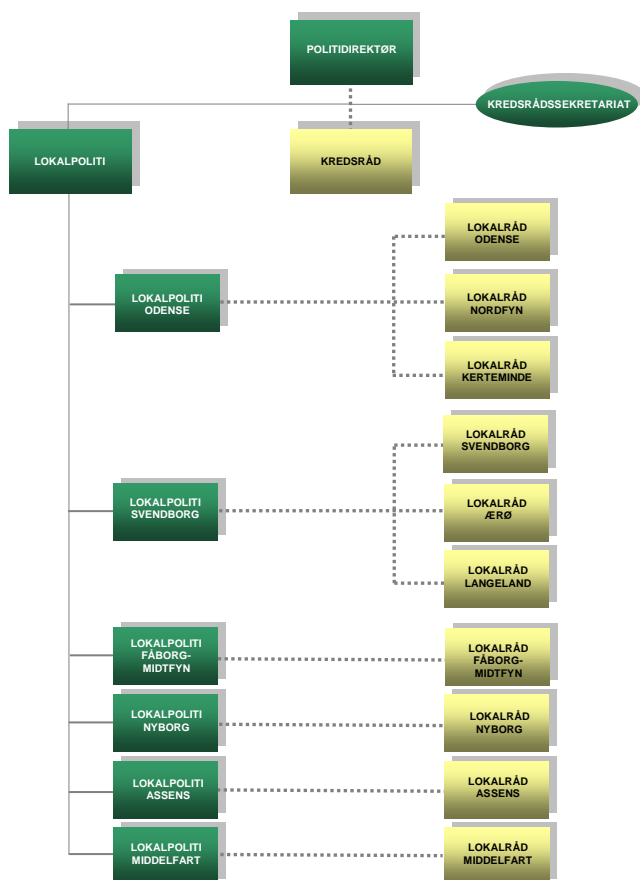 POLITIDIREKTØR
KREDSRÅDSSEKRETARIAT
LOKALPOLITI
KREDSRÅD
LOKALRÅD
ODENSE
LOKALPOLITI
ODENSE
LOKALRÅD
NORDFYN
LOKALRÅD
KERTEMINDE
LOKALRÅD
SVENDBORG
LOKALPOLITI
SVENDBORG
LOKALRÅD
ÆRØ
LOKALRÅD
LANGELAND
LOKALPOLITI
FÅBORG-
MIDTFYN
LOKALRÅD
FÅBORG-
MIDTFYN
LOKALPOLITI
NYBORG
LOKALRÅD
NYBORG
LOKALPOLITI
ASSENS
LOKALRÅD
ASSENS
LOKALPOLITI
MIDDELFART
LOKALRÅD
MIDDELFART